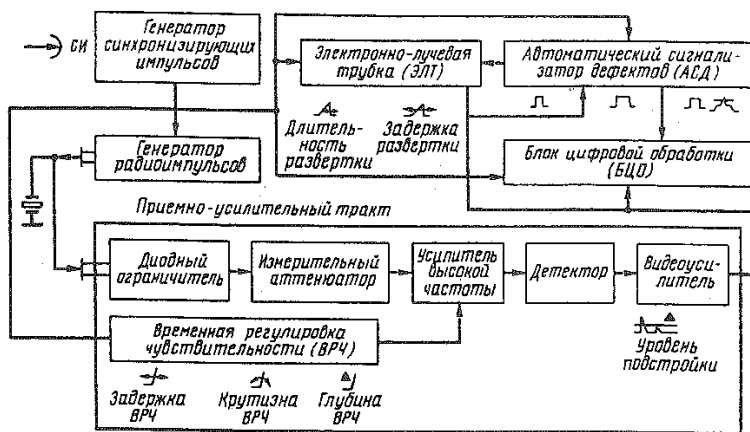 СИ
Генератор
синхронизирующих
импульсов
Электронно-лучевая
трубка (ЭЛТ)
Автоматический сигнали-
затор дефектов (АСД)
Длитель-
ность
развертки
Задержка
развертки
Генератор
радиоимпульсов
Блок цифровой обработки
(БЦО)
Приемно-усилительный тракт
Диодный
ограничитель
Измерительный
аттенюатор
Усилитель
высокой
частоты
Детектор
Видеоуси-
литель
Временная регулировка
чувствительности (ВРЧ)
Уровень
подстройки
Задержка
ВРЧ
Крутизна
ВРЧ
Глубина
ВРЧ